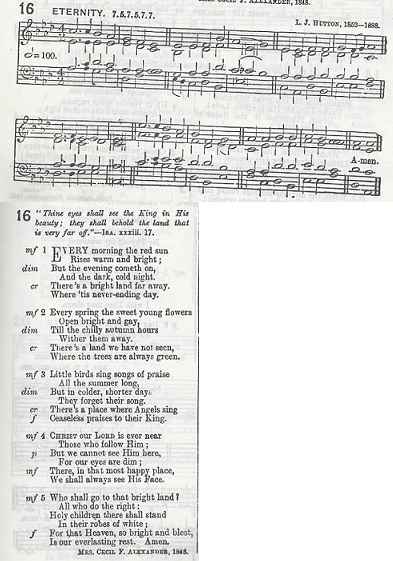 MRS. CECIL F. ALEXANDER, 1848.
16 ETERNITY. 7.5.7.5.7.7.
L. J. HUTTON, 1852—1888.
=100.
A-men.
16 "Thine eyes shall see the King in His
beauty; they shall behold the land that
is very far off."—ISA. xxxiii. 17.
mf 1 EVERY morning the red sun
Rises warm and bright;
dim But the evening cometh on,
And the dark, cold night.
cr There's a bright land far away.
Where 'tis never-ending day.
mf 2 Every spring the sweet young flowers
Open bright and gay,
dim Till the chilly autumn hours
Wither them away.
cr There's a land we have not seen,
Where the trees are always green.
mf 3 Little birds sing songs of praise
All the summer long,
dim But in colder, shorter days
They forget their song.
cr There's a place where Angels sing
f Ceaseless praises to their King.
mf 4 CHRIST our LORD is ever near
Those who follow Him;
p But we cannot see Him here,
For our eyes are dim;
mf There, in that most happy place,
We shall always see His Face.
mf 5 Who shall go to that bright land?
All who do the right:
Holy children there shall stand
In their robes of white;
f For that Heaven, so bright and blest,
Is our everlasting rest. Amen.
MRS. CECIL F. ALEXANDER, 1848.